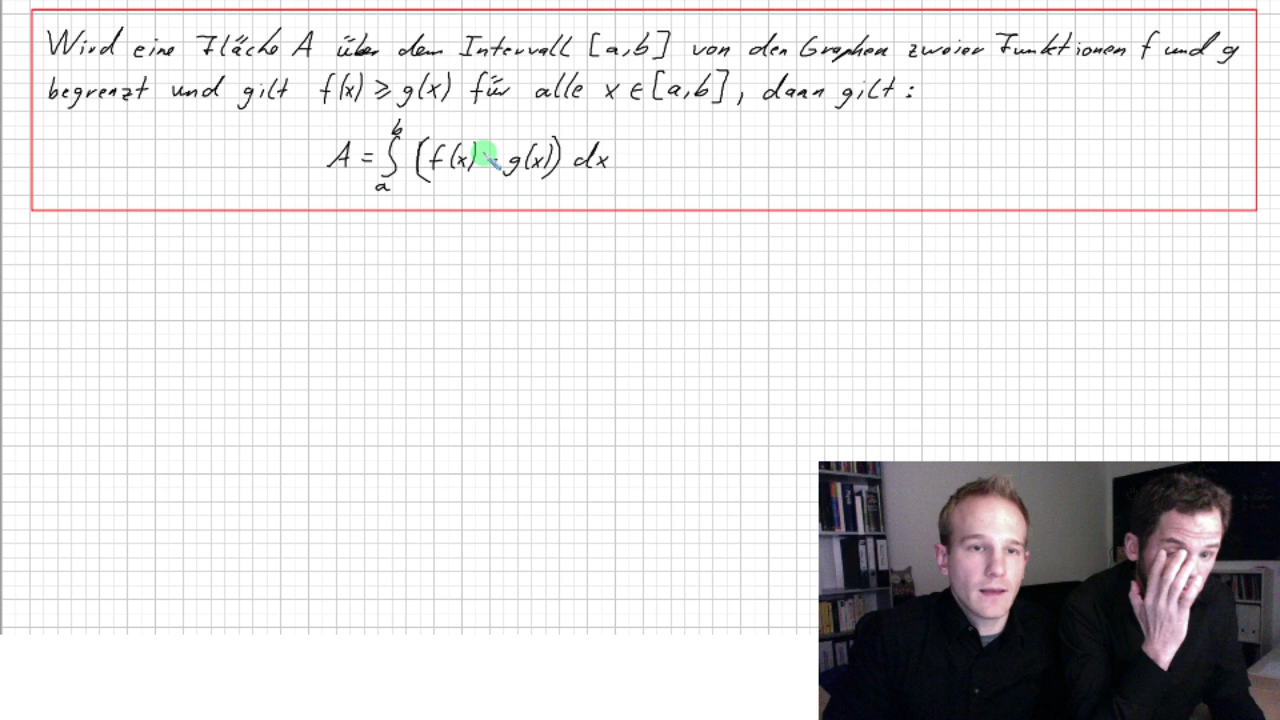 Wird eine Fläche A über dem Intervall [a,b] von den Graphen zweier Funktionen f und g
begrenzt und gilt f(x) ≥ g(x) für alle x ∈ [a,b], dann gilt:
A = ∫ₐᵇ (f(x) - g(x)) dx